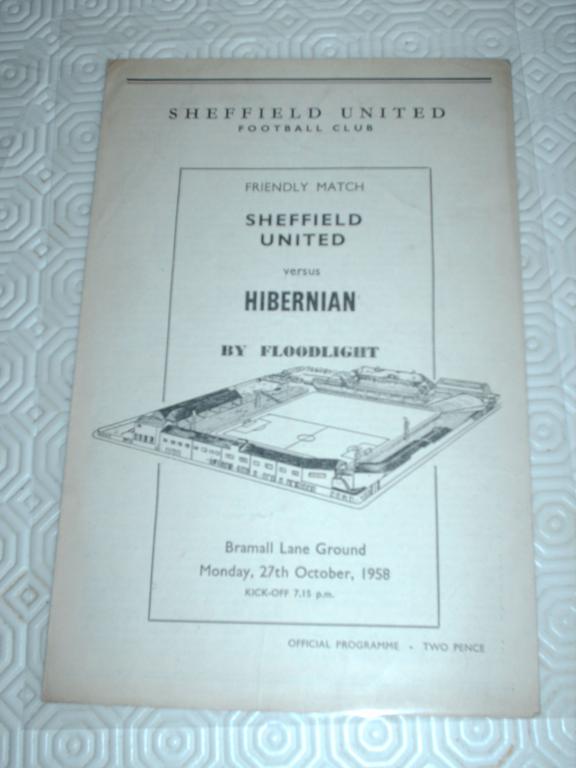 SHEFFIELD UNITED
FOOTBALL CLUB
FRIENDLY MATCH
SHEFFIELD
UNITED
versus
HIBERNIAN
BY FLOODLIGHT
Bramall Lane Ground
Monday, 27th October, 1958
KICK-OFF 7.15 p.m.
OFFICIAL PROGRAMME • TWO PENCE